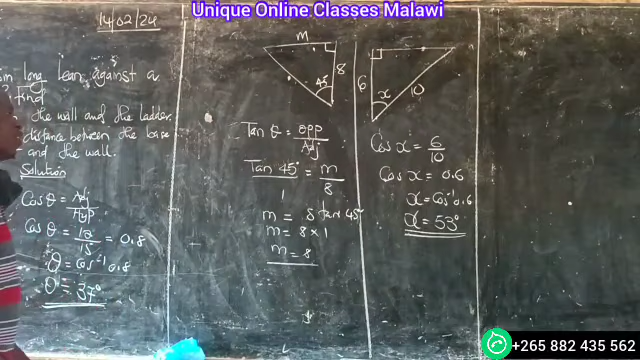 Unique Online Classes Malawi
14/02/24
m long lean against a
find
the wall and the ladder.
distance between the base
and the wall.
Solution
Cos θ = Adj/Hyp
Cos θ = 12/15 = 0.8
θ = cos⁻¹ 0.8
θ = 37°
M
8
45°
Tan θ = opp/Adj
Tan 45°/1 = m/8
m = 8 tan 45°
m = 8 × 1
m = 8
6
x
10
Cos x = 6/10
Cos x = 0.6
x = cos⁻¹ 0.6
x = 53°
+265 882 435 562